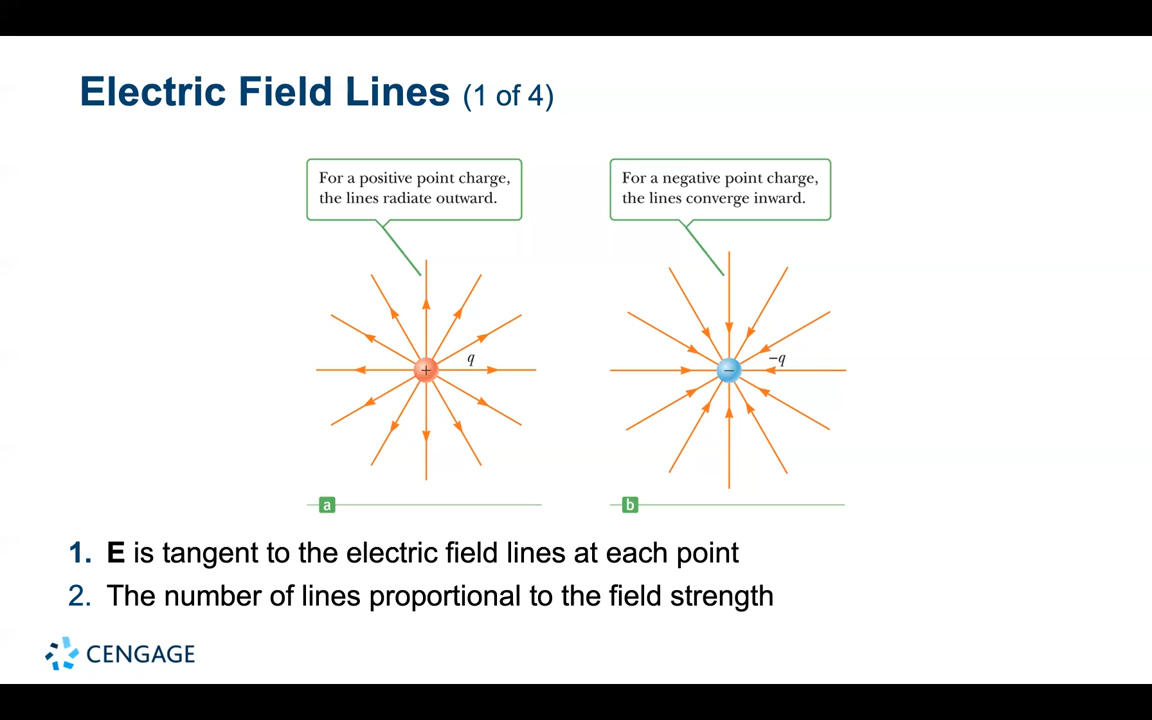 Electric Field Lines (1 of 4)
For a positive point charge,
the lines radiate outward.
For a negative point charge,
the lines converge inward.
q
−q
+
−
a
b
1. E is tangent to the electric field lines at each point
2. The number of lines proportional to the field strength
CENGAGE